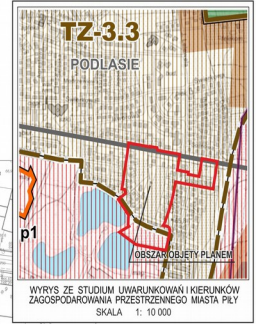 TZ-3.3
PODLASIE
p1
OBSZAR OBJĘTY PLANEM
WYRYS ZE STUDIUM UWARUNKOWAŃ I KIERUNKÓW
ZAGOSPODAROWANIA PRZESTRZENNEGO MIASTA PIŁY
SKALA 1: 10 000